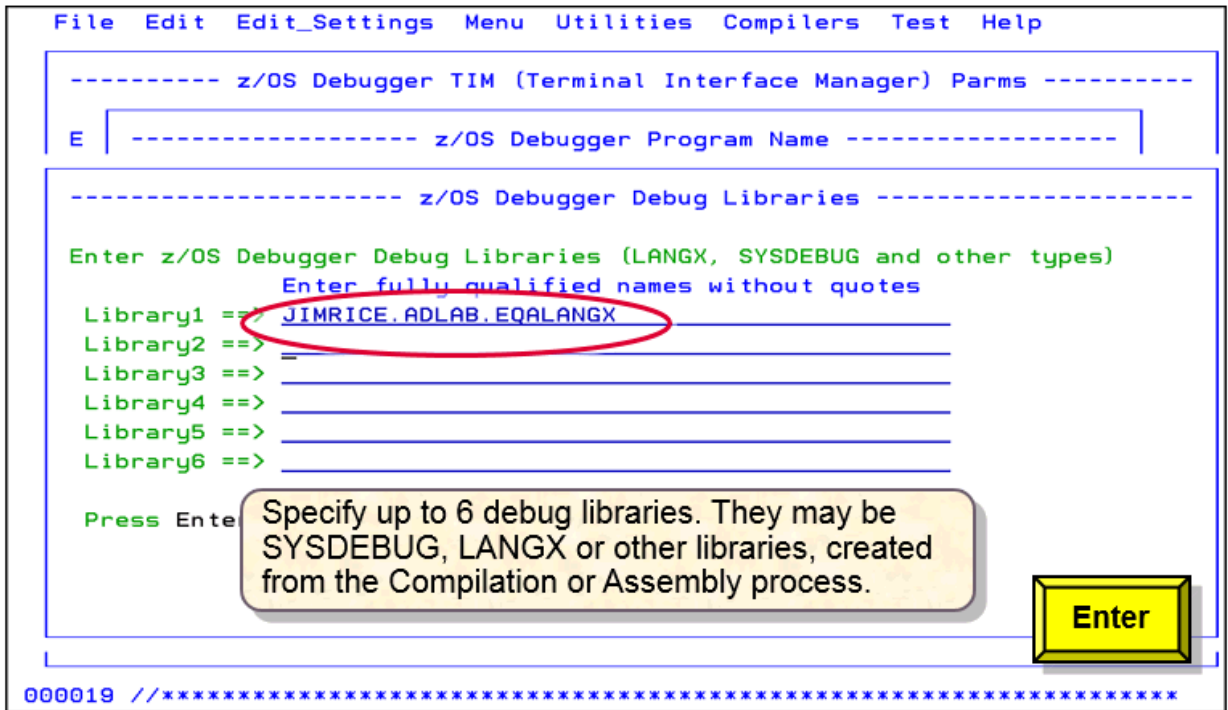 File Edit Edit_Settings Menu Utilities Compilers Test Help
---------- z/OS Debugger TIM (Terminal Interface Manager) Parms ----------
E ------------------ z/OS Debugger Program Name ------------------
---------------------- z/OS Debugger Debug Libraries ---------------------
Enter z/OS Debugger Debug Libraries (LANGX, SYSDEBUG and other types)
Enter fully qualified names without quotes
Library1 ==> JIMRICE.ADLAB.EQALANGX
Library2 ==>
Library3 ==>
Library4 ==>
Library5 ==>
Library6 ==>
Press Ente
Specify up to 6 debug libraries. They may be
SYSDEBUG, LANGX or other libraries, created
from the Compilation or Assembly process.
Enter
000019 //*******************************************************************